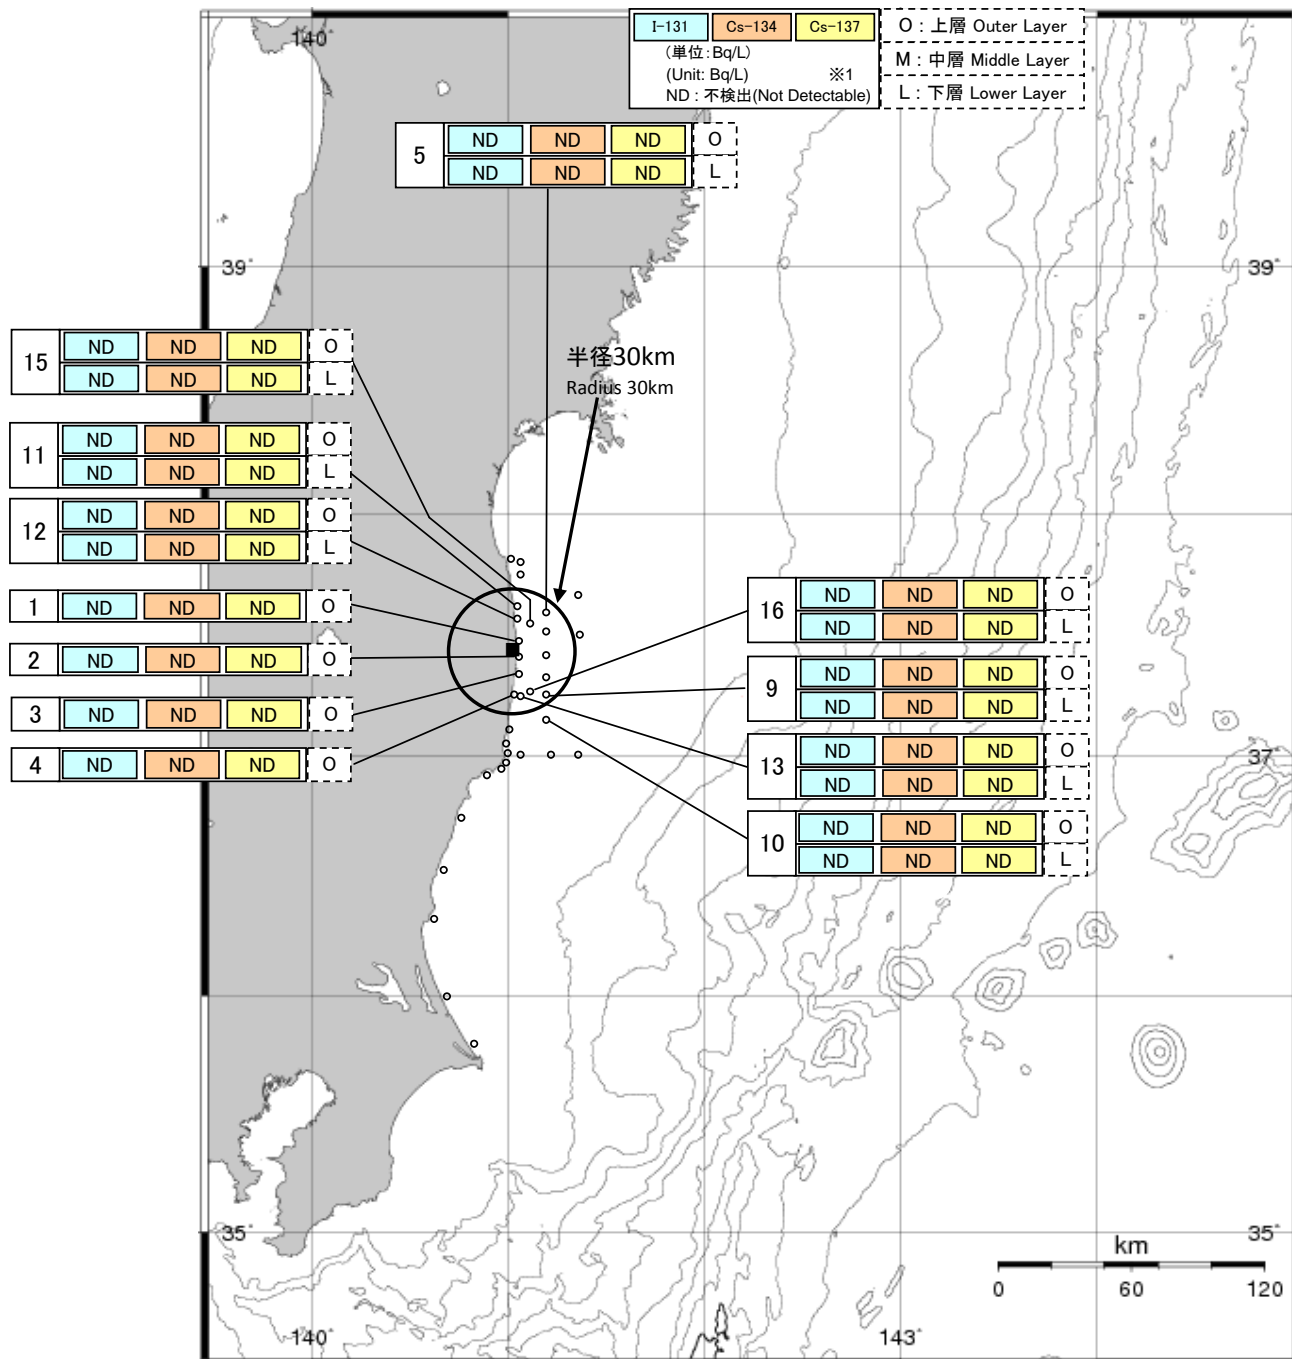 140°
I-131 Cs-134 Cs-137
(単位:Bq/L)
(Unit: Bq/L) ※1
ND : 不検出(Not Detectable)
O : 上層 Outer Layer
M : 中層 Middle Layer
L : 下層 Lower Layer
5
ND ND ND O
ND ND ND L
39° 39°
15
ND ND ND O
ND ND ND L
半径30km
Radius 30km
11
ND ND ND O
ND ND ND L
12
ND ND ND O
ND ND ND L
1 ND ND ND O
2 ND ND ND O
3 ND ND ND O
4 ND ND ND O
16
ND ND ND O
ND ND ND L
9
ND ND ND O
ND ND ND L
37°
13
ND ND ND O
ND ND ND L
10
ND ND ND O
ND ND ND L
35° 35°
km
0 60 120
140° 143°